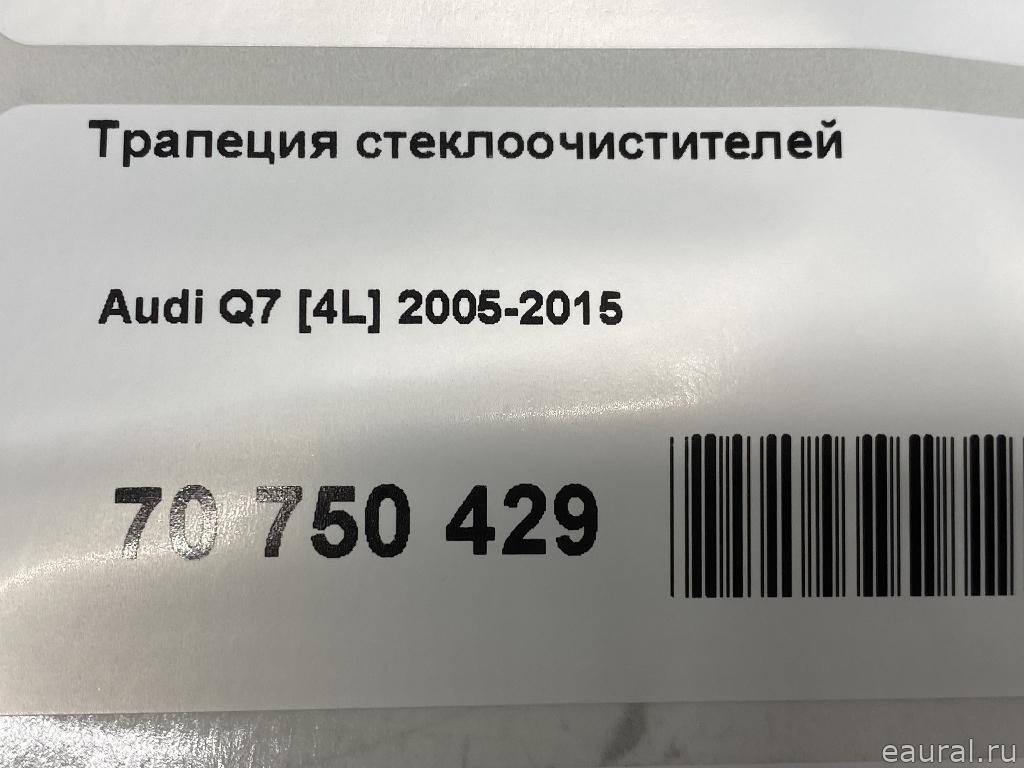 Трапеция стеклоочистителей
Audi Q7 [4L] 2005-2015
70 750 429
eaural.ru